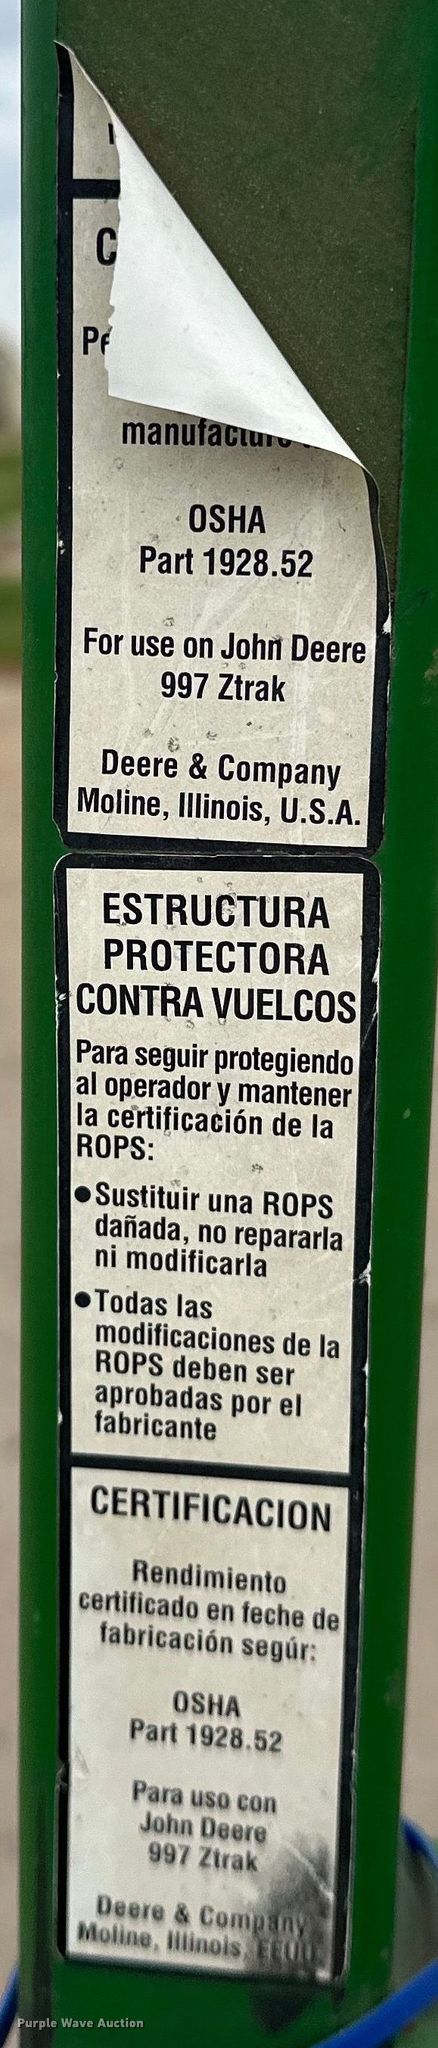 C
Pe
manufacture
OSHA
Part 1928.52
For use on John Deere
997 Ztrak
Deere & Company
Moline, Illinois, U.S.A.
ESTRUCTURA
PROTECTORA
CONTRA VUELCOS
Para seguir protegiendo
al operador y mantener
la certificación de la
ROPS:
●Sustituir una ROPS
dañada, no repararla
ni modificarla
●Todas las
modificaciones de la
ROPS deben ser
aprobadas por el
fabricante
CERTIFICACION
Rendimiento
certificado en feche de
fabricación segúr:
OSHA
Part 1928.52
Para uso con
John Deere
997 Ztrak
Deere & Company
Moline, Illinois, EEUU.
Purple Wave Auction